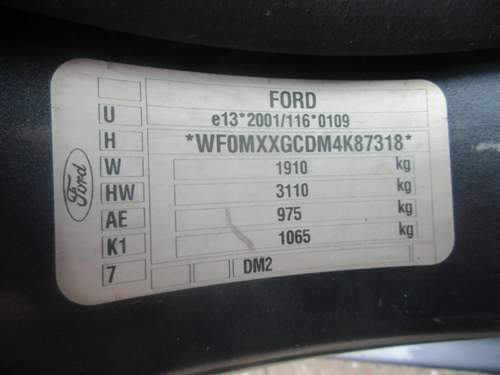 FORD
U e13*2001/116*0109
H *WF0MXXGCDM4K87318*
W 1910 kg
HW 3110 kg
AE 975 kg
K1 1065 kg
7 DM2
Ford